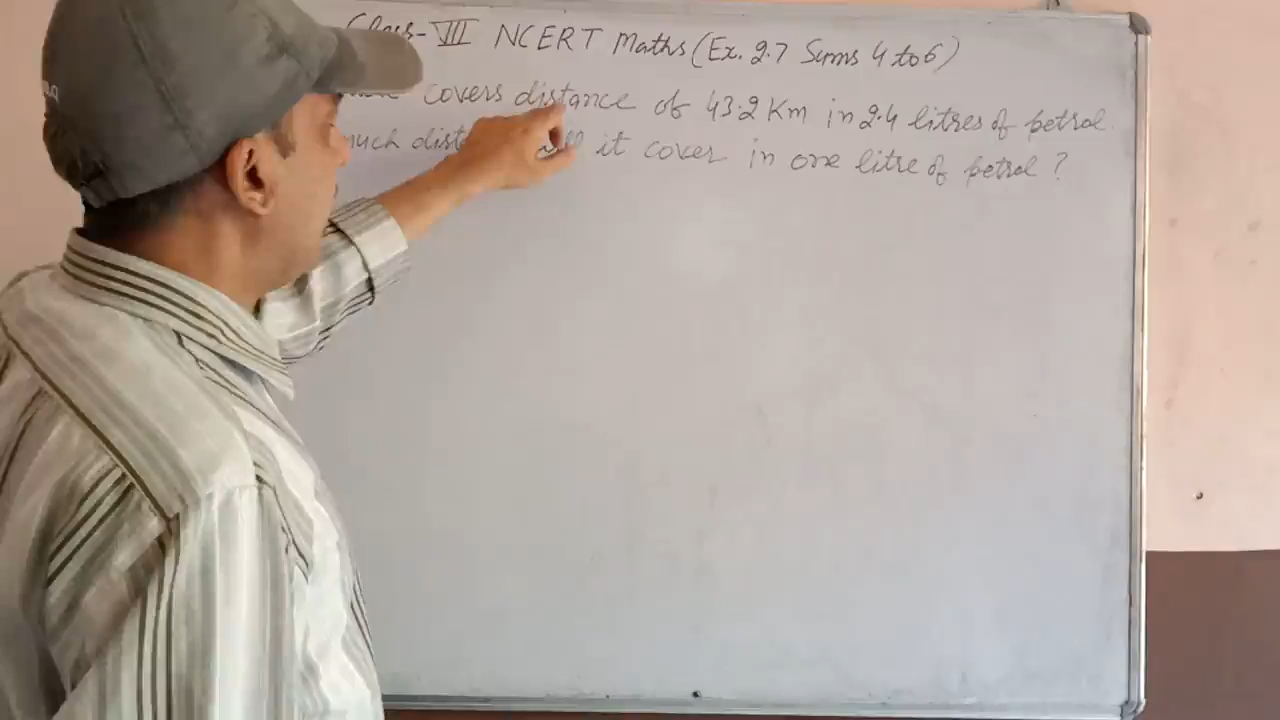 Class-VII NCERT Maths (Ex. 2.7 Sums 4 to 6)
covers distance of 43.2 Km in 2.4 litres of petrol.
much it cover in one litre of petrol ?